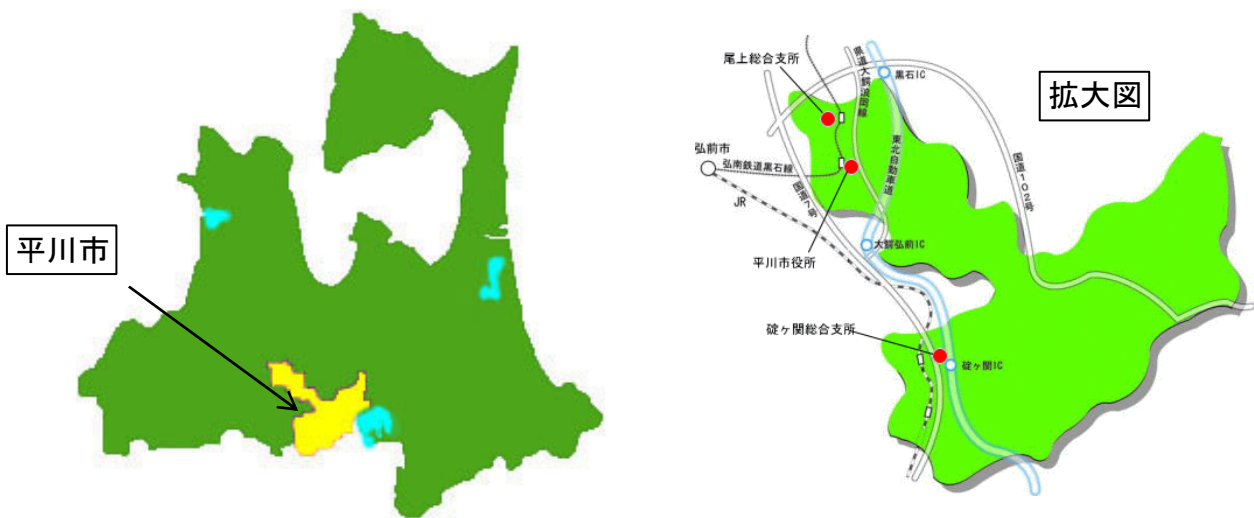 平川市
拡大図
尾上総合支所
県道大鰐浪岡線
黒石IC
東北自動車道
国道102号
弘前市
弘南鉄道黒石線
国道7号
JR
大鰐弘前IC
平川市役所
碇ヶ関総合支所
碇ヶ関IC